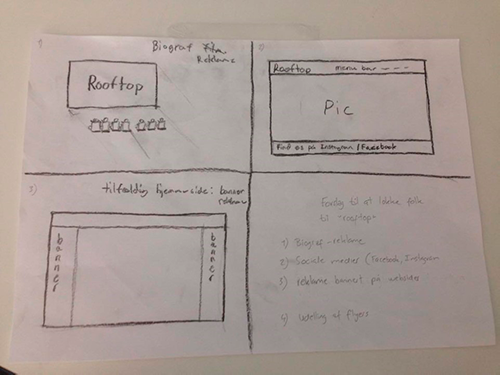 1)
Biograf film
Reklame
Rooftop
2)
Rooftop menu bar
Pic
Find os på Instagram / Facebook
3)
tilfældig hjemmeside: banner
reklame
banner
banner
Forslag til at lokke folk
til "rooftop"
1) Biograf-reklame
2) Sociale medier (Facebook, Instagram
3) reklame banner på websider
4) Uddeling af flyers